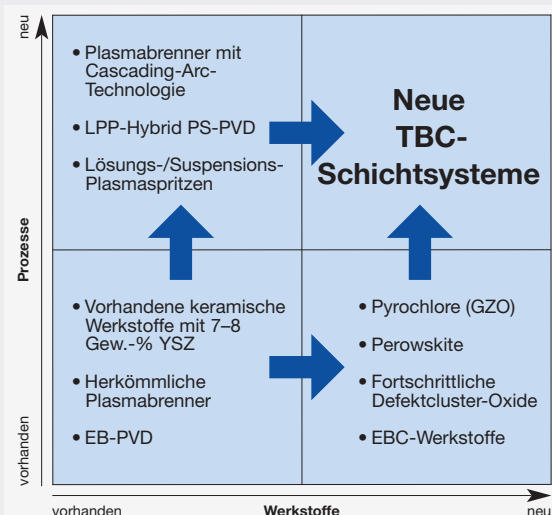 neu
Prozesse
vorhanden
• Plasmabrenner mit
Cascading-Arc-
Technologie
• LPP-Hybrid PS-PVD
• Lösungs-/Suspensions-
Plasmaspritzen
Neue
TBC-
Schichtsysteme
• Vorhandene keramische
Werkstoffe mit 7–8
Gew.-% YSZ
• Herkömmliche
Plasmabrenner
• EB-PVD
• Pyrochlore (GZO)
• Perowskite
• Fortschrittliche
Defektcluster-Oxide
• EBC-Werkstoffe
vorhanden
Werkstoffe
neu